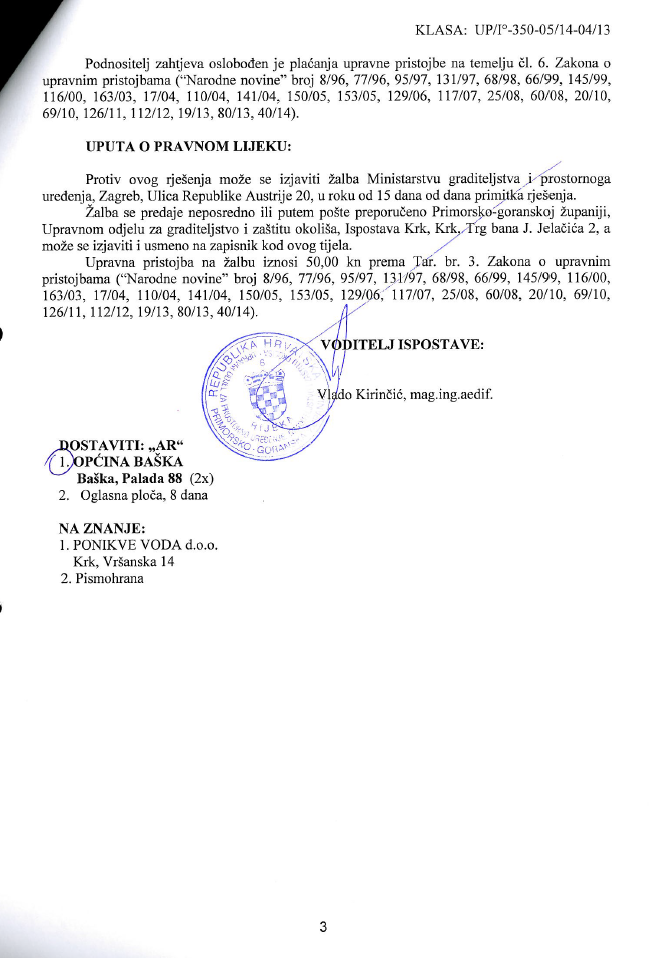 KLASA: UP/I°-350-05/14-04/13
Podnositelj zahtjeva oslobođen je plaćanja upravne pristojbe na temelju čl. 6. Zakona o
upravnim pristojbama (“Narodne novine” broj 8/96, 77/96, 95/97, 131/97, 68/98, 66/99, 145/99,
116/00, 163/03, 17/04, 110/04, 141/04, 150/05, 153/05, 129/06, 117/07, 25/08, 60/08, 20/10,
69/10, 126/11, 112/12, 19/13, 80/13, 40/14).
UPUTA O PRAVNOM LIJEKU:
Protiv ovog rješenja može se izjaviti žalba Ministarstvu graditeljstva i prostornoga
uređenja, Zagreb, Ulica Republike Austrije 20, u roku od 15 dana od dana primitka rješenja.
Žalba se predaje neposredno ili putem pošte preporučeno Primorsko-goranskoj županiji,
Upravnom odjelu za graditeljstvo i zaštitu okoliša, Ispostava Krk, Krk, Trg bana J. Jelačića 2, a
može se izjaviti i usmeno na zapisnik kod ovog tijela.
Upravna pristojba na žalbu iznosi 50,00 kn prema Tar. br. 3. Zakona o upravnim
pristojbama (“Narodne novine” broj 8/96, 77/96, 95/97, 131/97, 68/98, 66/99, 145/99, 116/00,
163/03, 17/04, 110/04, 141/04, 150/05, 153/05, 129/06, 117/07, 25/08, 60/08, 20/10, 69/10,
126/11, 112/12, 19/13, 80/13, 40/14).
VODITELJ ISPOSTAVE:
Vlado Kirinčić, mag.ing.aedif.
REPUBLIKA HRVATSKA
PRIMORSKO-GORANSKA
RIJEKA
DOSTAVITI: „AR“
1. OPĆINA BAŠKA
Baška, Palada 88 (2x)
2. Oglasna ploča, 8 dana
NA ZNANJE:
1. PONIKVE VODA d.o.o.
Krk, Vršanska 14
2. Pismohrana
3